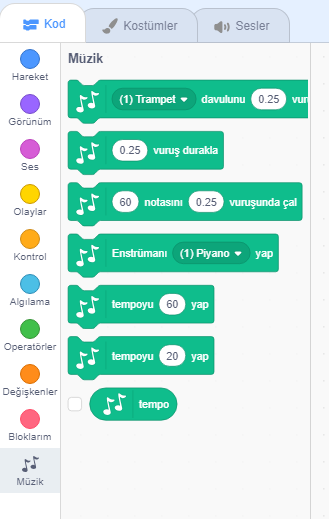 Kod
Kostümler
Sesler
Hareket
Görünüm
Ses
Olaylar
Kontrol
Algılama
Operatörler
Değişkenler
Bloklarım
Müzik
Müzik
(1) Trampet davulunu 0.25
0.25 vuruş durakla
60 notasını 0.25 vuruşunda çal
Enstrümanı (1) Piyano yap
tempoyu 60 yap
tempoyu 20 yap
tempo